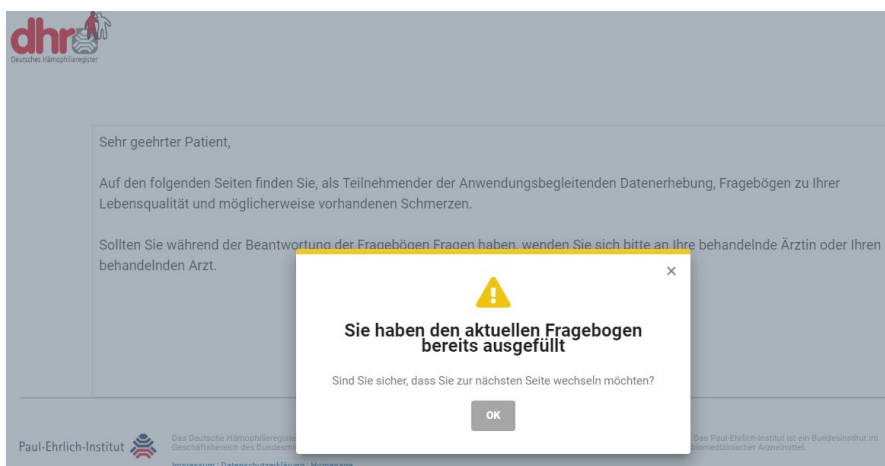 dhr
Deutsches Hämophilieregister
Sehr geehrter Patient,
Auf den folgenden Seiten finden Sie, als Teilnehmender der Anwendungsbegleitenden Datenerhebung, Fragebögen zu Ihrer
Lebensqualität und möglicherweise vorhandenen Schmerzen.
Sollten Sie während der Beantwortung der Fragebögen Fragen haben, wenden Sie sich bitte an Ihre behandelnde Ärztin oder Ihren
behandelnden Arzt.
×
Sie haben den aktuellen Fragebogen
bereits ausgefüllt
Sind Sie sicher, dass Sie zur nächsten Seite wechseln möchten?
OK
Paul-Ehrlich-Institut
Das Deutsche Hämophilieregister
Das Paul-Ehrlich-Institut ist ein Bundesinstitut im
Geschäftsbereich des
biomedizinischer Arzneimittel.
Impressum | Datenschutzerklärung | Homepage